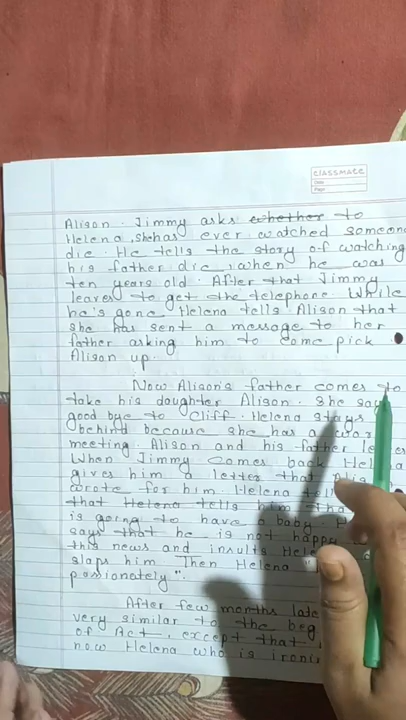 CLASSMATE
Date
Page
Alison. Jimmy asks whether to
Helena, she has ever watched someone
die. He tells the story of watching
his father die, when he was
ten years old. After that Jimmy
leaves to get the telephone While
he's gone Helena tells Alison that
she has sent a message to her
father asking him to come pick
Alison up.
Now Alison's father comes to
take his daughter Alison. She say
good bye to Cliff. Helena stays
behind because she has a
meeting. Alison and his father
When Jimmy comes back Hel
gives him a letter that
wrote for him Helena
that Helena tells him
is going to have a baby.
says that he is not happy
this news and insults Hele
slaps him. Then Helena "
passionately".
After few months late
very similar to the beg
of Act, except that
now Helena who is ironi